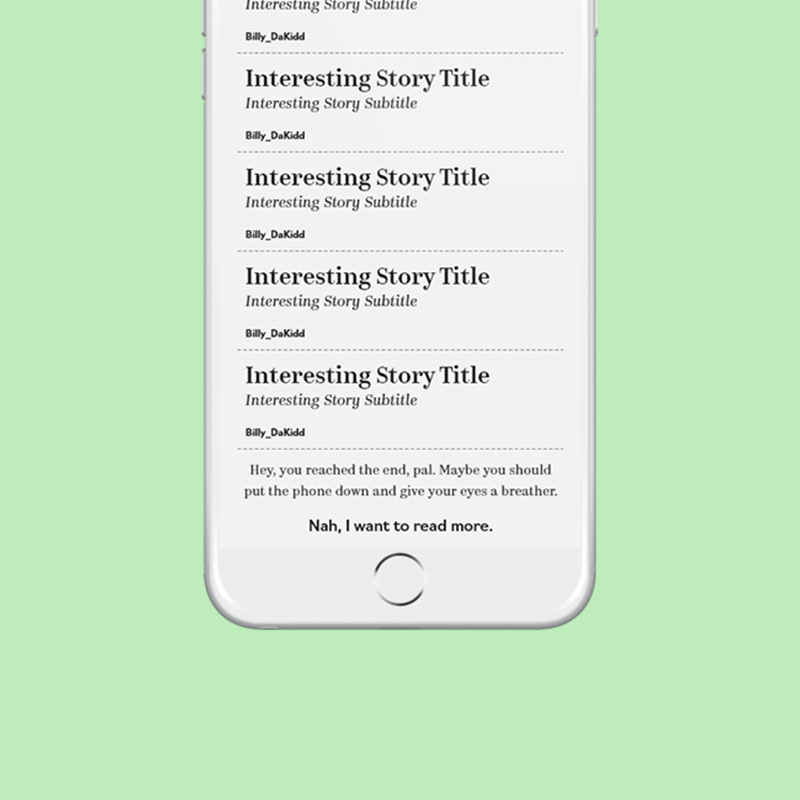 Interesting Story Subtitle
Billy_DaKidd
Interesting Story Title
Interesting Story Subtitle
Billy_DaKidd
Interesting Story Title
Interesting Story Subtitle
Billy_DaKidd
Interesting Story Title
Interesting Story Subtitle
Billy_DaKidd
Interesting Story Title
Interesting Story Subtitle
Billy_DaKidd
Hey, you reached the end, pal. Maybe you should
put the phone down and give your eyes a breather.
Nah, I want to read more.